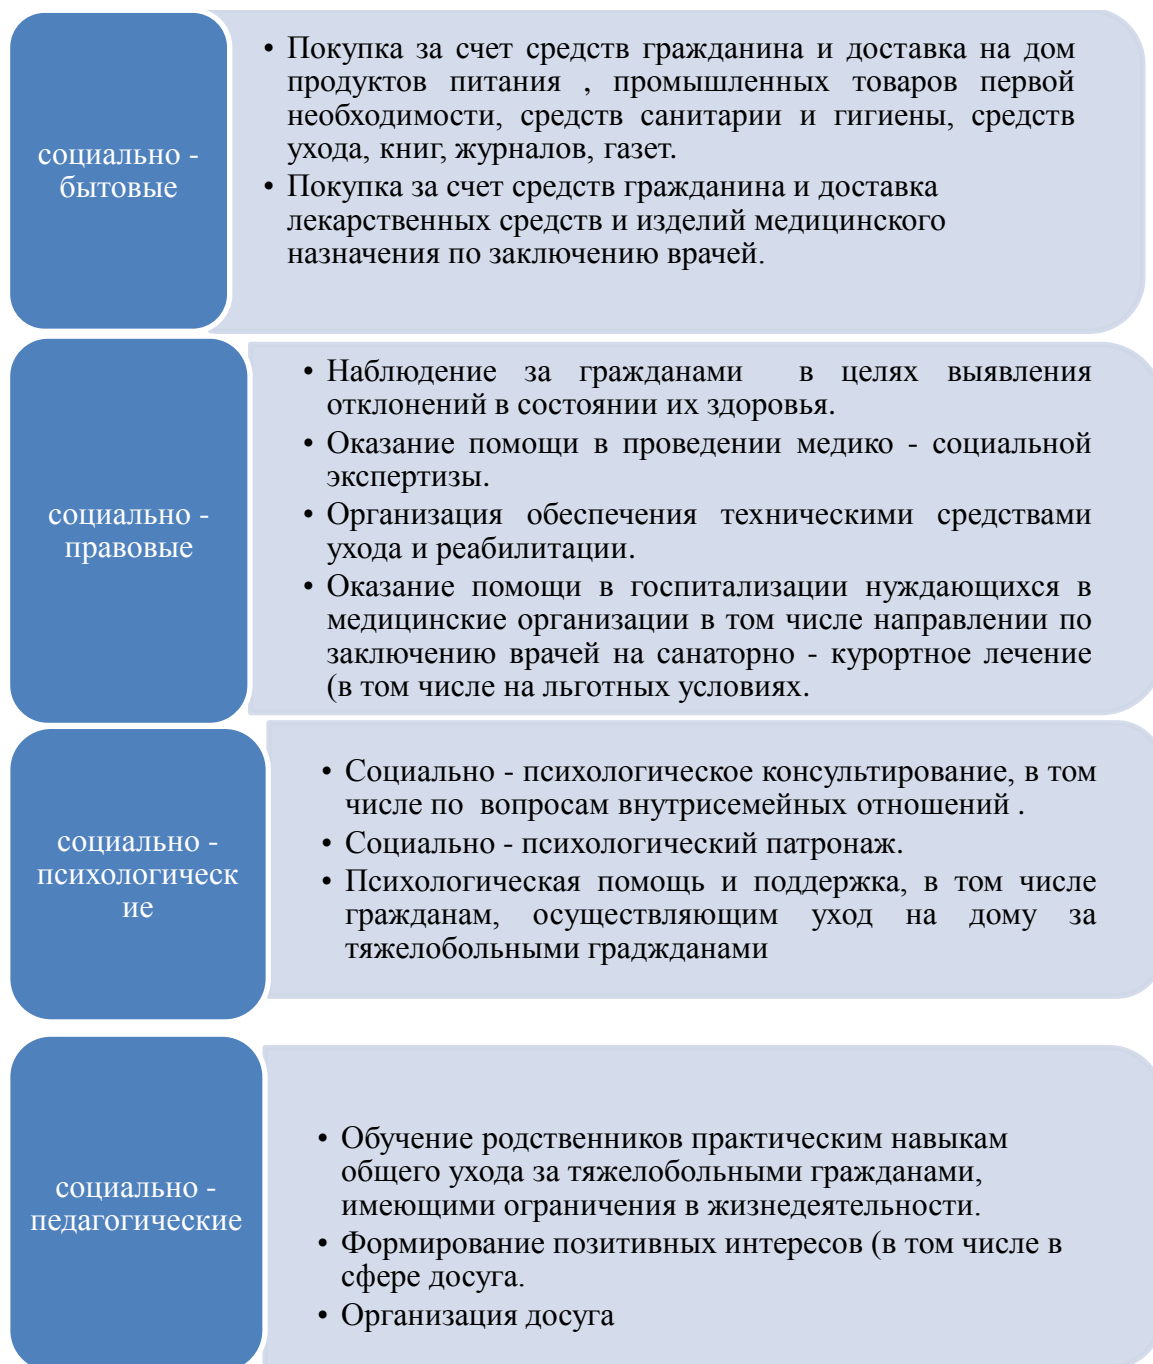 социально -
бытовые
• Покупка за счет средств гражданина и доставка на дом
продуктов питания , промышленных товаров первой
необходимости, средств санитарии и гигиены, средств
ухода, книг, журналов, газет.
• Покупка за счет средств гражданина и доставка
лекарственных средств и изделий медицинского
назначения по заключению врачей.
социально -
правовые
• Наблюдение за гражданами в целях выявления
отклонений в состоянии их здоровья.
• Оказание помощи в проведении медико - социальной
экспертизы.
• Организация обеспечения техническими средствами
ухода и реабилитации.
• Оказание помощи в госпитализации нуждающихся в
медицинские организации в том числе направлении по
заключению врачей на санаторно - курортное лечение
(в том числе на льготных условиях.
социально -
психологическ
ие
• Социально - психологическое консультирование, в том
числе по вопросам внутрисемейных отношений .
• Социально - психологический патронаж.
• Психологическая помощь и поддержка, в том числе
гражданам, осуществляющим уход на дому за
тяжелобольными граджданами
социально -
педагогические
• Обучение родственников практическим навыкам
общего ухода за тяжелобольными гражданами,
имеющими ограничения в жизнедеятельности.
• Формирование позитивных интересов (в том числе в
сфере досуга.
• Организация досуга